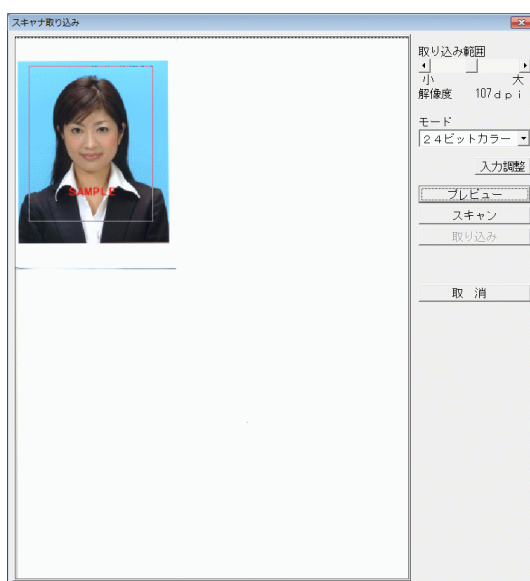 スキャナ取り込み
SAMPLE
取り込み範囲
小 大
解像度 107dpi
モード
24ビットカラー
入力調整
プレビュー
スキャン
取り込み
取 消